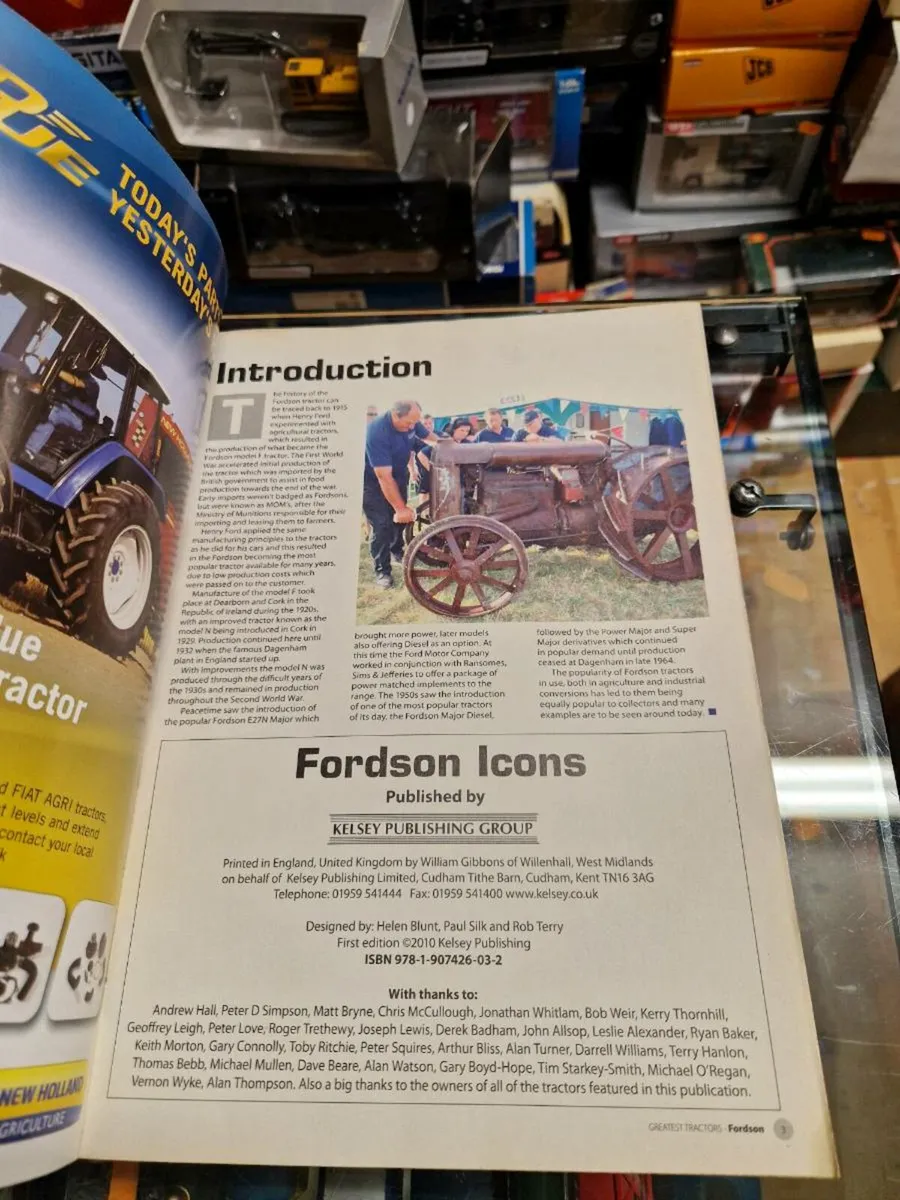 TODAY'S
YESTERDAY'S
JCB
Introduction
The history of the
Fordson tractor can
be traced back to 1915
when Henry Ford
experimented with
agricultural tractors,
which resulted in
the production of what became the
Fordson model F tractor. The First World
War accelerated initial production of
the tractor which was imported by the
British government to assist in food
production towards the end of the war.
Early imports weren't badged as Fordsons,
but were known as MOM's, after the
Ministry of Munitions responsible for their
importing and leasing them to farmers.
Henry Ford applied the same
manufacturing principles to the tractors
as he did for his cars and this resulted
in the Fordson becoming the most
popular tractor available for many years,
due to low production costs which
were passed on to the customer.
Manufacture of the model F took
place at Dearborn and Cork in the
Republic of Ireland during the 1920s,
with an improved tractor known as the
model N being introduced in Cork in
1929. Production continued here until
1932 when the famous Dagenham
plant in England started up.
With improvements the model N was
produced through the difficult years of
the 1930s and remained in production
throughout the Second World War.
Peacetime saw the introduction of
the popular Fordson E27N Major which
brought more power, later models
also offering Diesel as an option. At
this time the Ford Motor Company
worked in conjunction with Ransomes,
Sims & Jefferies to offer a package of
power matched implements to the
range. The 1950s saw the introduction
of one of the most popular tractors
of its day, the Fordson Major Diesel,
followed by the Power Major and Super
Major derivatives which continued
in popular demand until production
ceased at Dagenham in late 1964.
The popularity of Fordson tractors
in use, both in agriculture and industrial
conversions has led to them being
equally popular to collectors and many
examples are to be seen around today.
Fordson Icons
Published by
KELSEY PUBLISHING GROUP
Printed in England, United Kingdom by William Gibbons of Willenhall, West Midlands
on behalf of Kelsey Publishing Limited, Cudham Tithe Barn, Cudham, Kent TN16 3AG
Telephone: 01959 541444 Fax: 01959 541400 www.kelsey.co.uk
Designed by: Helen Blunt, Paul Silk and Rob Terry
First edition ©2010 Kelsey Publishing
ISBN 978-1-907426-03-2
With thanks to:
Andrew Hall, Peter D Simpson, Matt Bryne, Chris McCullough, Jonathan Whitlam, Bob Weir, Kerry Thornhill,
Geoffrey Leigh, Peter Love, Roger Trethewy, Joseph Lewis, Derek Badham, John Allsop, Leslie Alexander, Ryan Baker,
Keith Morton, Gary Connolly, Toby Ritchie, Peter Squires, Arthur Bliss, Alan Turner, Darrell Williams, Terry Hanlon,
Thomas Bebb, Michael Mullen, Dave Beare, Alan Watson, Gary Boyd-Hope, Tim Starkey-Smith, Michael O'Regan,
Vernon Wyke, Alan Thompson. Also a big thanks to the owners of all of the tractors featured in this publication.
GREATEST TRACTORS - Fordson 3
FIAT AGRI tractors,
levels and extend
contact your local
NEW HOLLAND